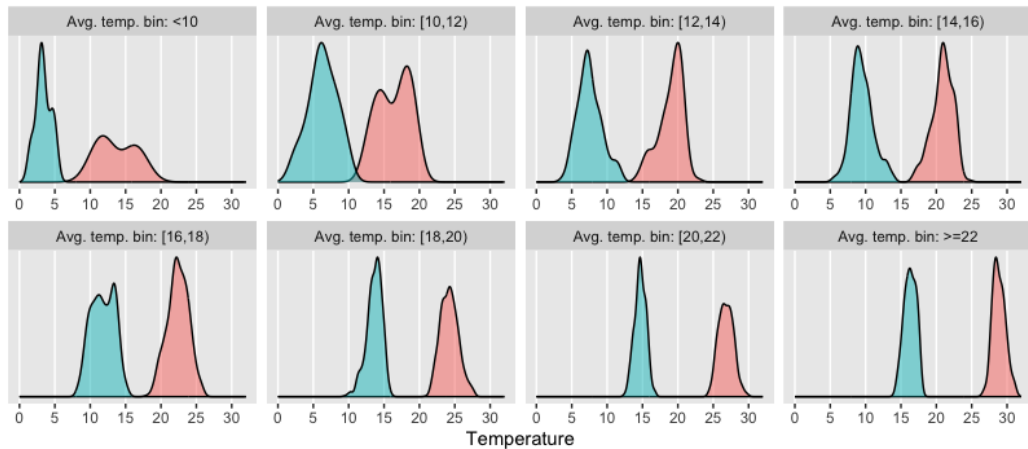 Avg. temp. bin: <10 Avg. temp. bin: [10,12) Avg. temp. bin: [12,14) Avg. temp. bin: [14,16)
0 5 10 15 20 25 30 0 5 10 15 20 25 30 0 5 10 15 20 25 30 0 5 10 15 20 25 30
Avg. temp. bin: [16,18) Avg. temp. bin: [18,20) Avg. temp. bin: [20,22) Avg. temp. bin: >=22
0 5 10 15 20 25 30 0 5 10 15 20 25 30 0 5 10 15 20 25 30 0 5 10 15 20 25 30
Temperature